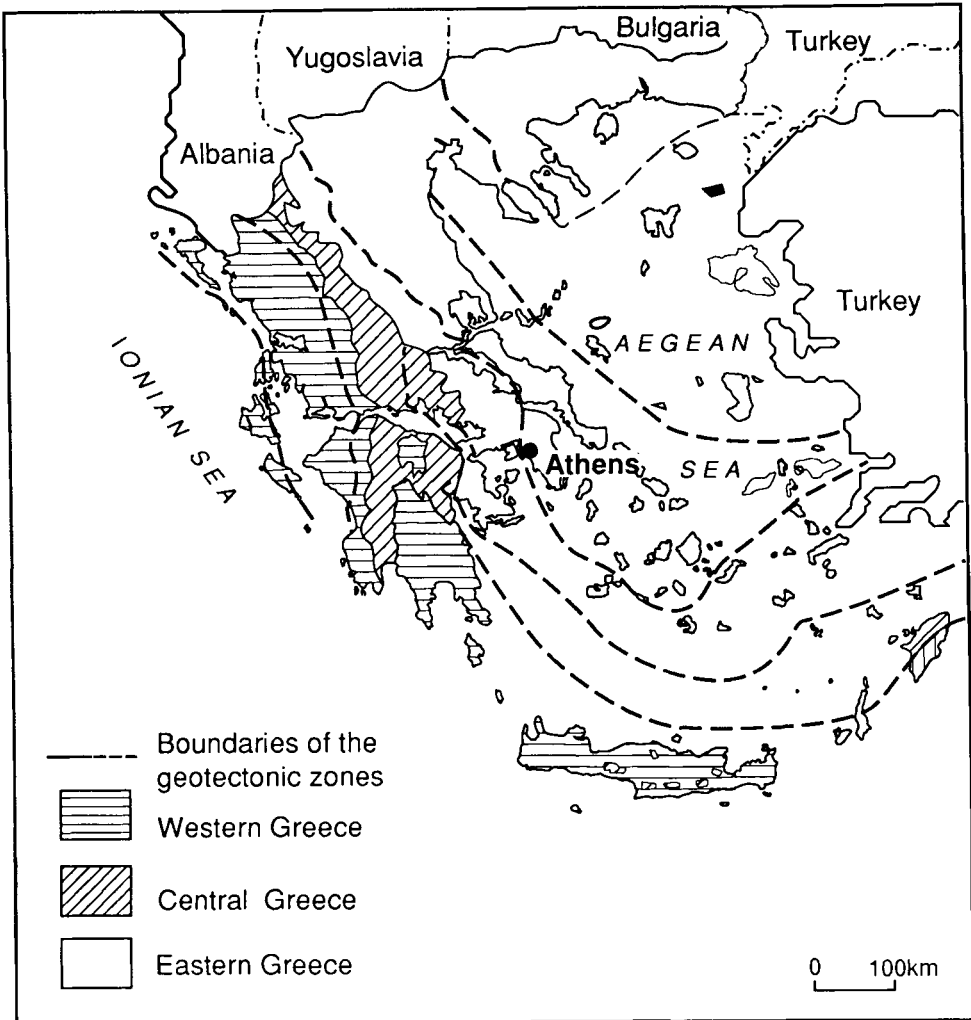 Bulgaria
Turkey
Yugoslavia
Albania
Turkey
IONIAN SEA
AEGEAN
SEA
Athens
Boundaries of the
geotectonic zones
Western Greece
Central Greece
Eastern Greece
0 100km